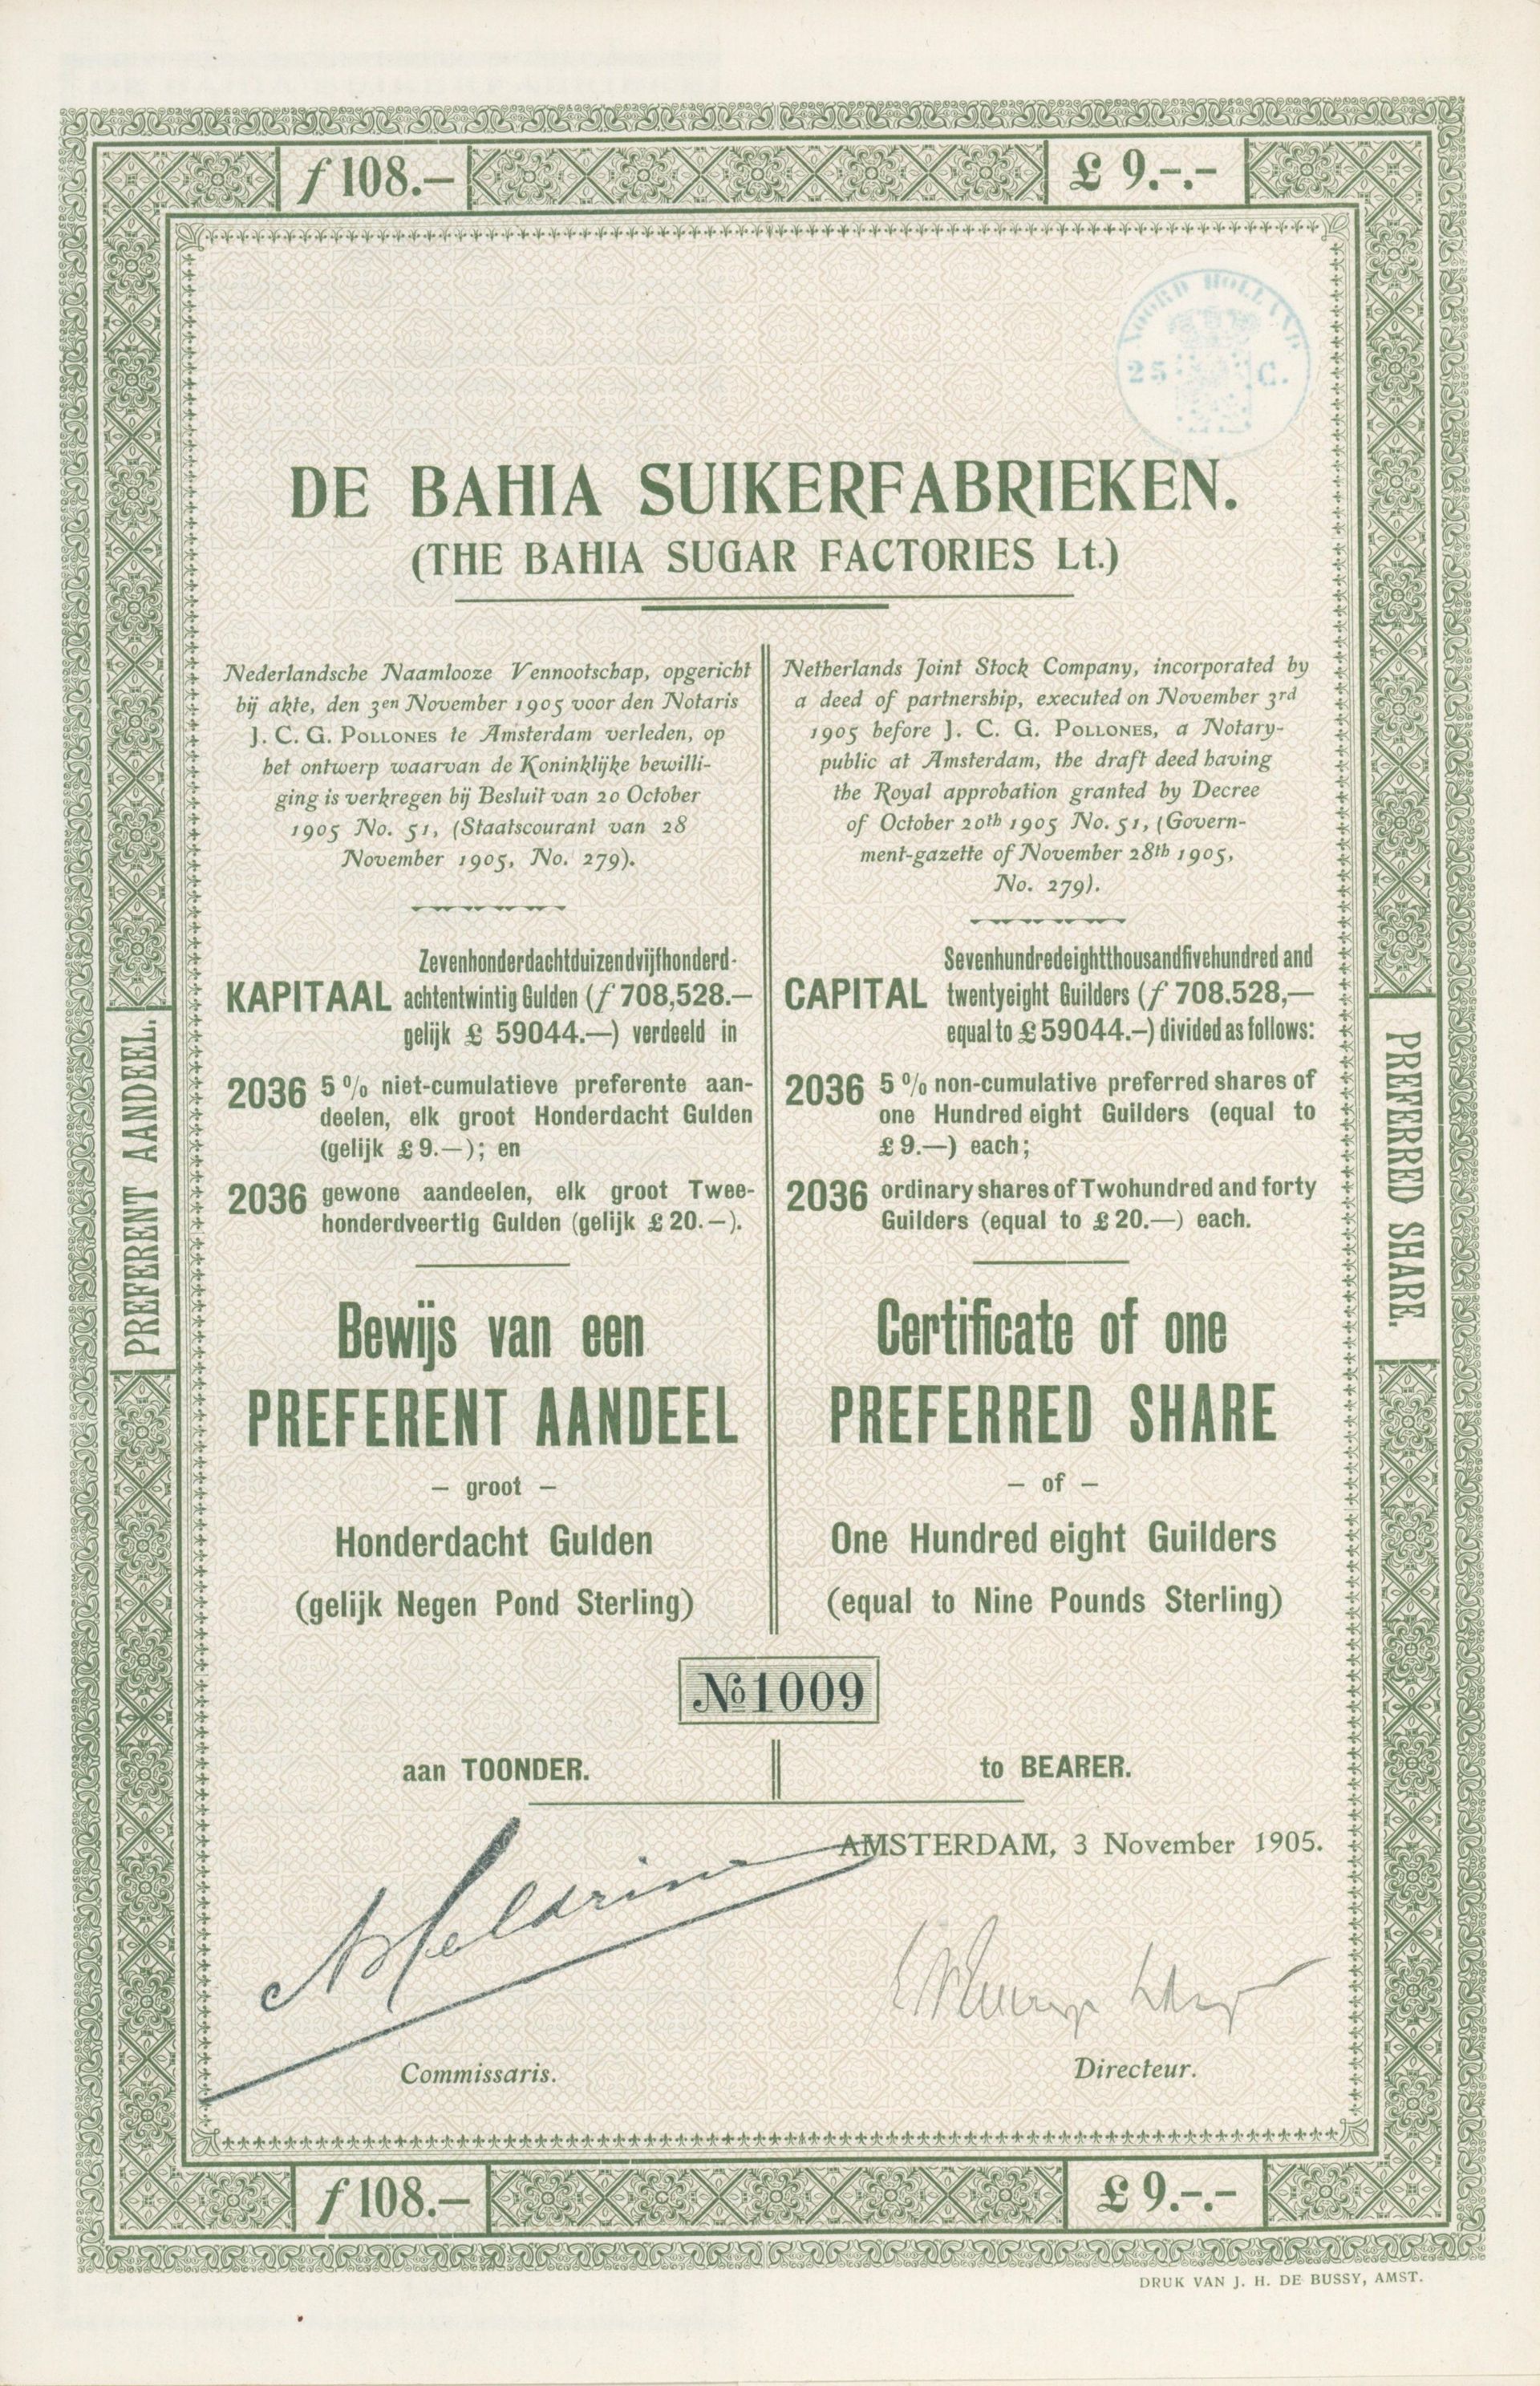 ƒ 108.—
£ 9.-.-
NOORD HOLLAND
25 C.
DE BAHIA SUIKERFABRIEKEN.
(THE BAHIA SUGAR FACTORIES Lt.)
Nederlandsche Naamlooze Vennootschap, opgericht
bij akte, den 3en November 1905 voor den Notaris
J. C. G. POLLONES te Amsterdam verleden, op
het ontwerp waarvan de Koninklijke bewilli-
ging is verkregen bij Besluit van 20 October
1905 No. 51, (Staatscourant van 28
November 1905, No. 279).
KAPITAAL
Zevenhonderdachtduizendvijfhonderd-
achtentwintig Gulden (ƒ 708,528.—
gelijk £ 59044.—) verdeeld in
2036 5 % niet-cumulatieve preferente aan-
deelen, elk groot Honderdacht Gulden
(gelijk £ 9.—); en
2036 gewone aandeelen, elk groot Twee-
honderdveertig Gulden (gelijk £ 20.—).
Bewijs van een
PREFERENT AANDEEL
— groot —
Honderdacht Gulden
(gelijk Negen Pond Sterling)
Netherlands Joint Stock Company, incorporated by
a deed of partnership, executed on November 3rd
1905 before J. C. G. POLLONES, a Notary-
public at Amsterdam, the draft deed having
the Royal approbation granted by Decree
of October 20th 1905 No. 51, (Govern-
ment-gazette of November 28th 1905,
No. 279).
CAPITAL
Sevenhundredeightthousandfivehundred and
twentyeight Guilders (ƒ 708.528,—
equal to £ 59044.—) divided as follows:
2036 5 % non-cumulative preferred shares of
one Hundred eight Guilders (equal to
£ 9.—) each;
2036 ordinary shares of Twohundred and forty
Guilders (equal to £ 20.—) each.
Certificate of one
PREFERRED SHARE
— of —
One Hundred eight Guilders
(equal to Nine Pounds Sterling)
No 1009
aan TOONDER.
to BEARER.
AMSTERDAM, 3 November 1905.
Commissaris.
Directeur.
PREFERENT AANDEEL.
PREFERRED SHARE.
ƒ 108.—
£ 9.-.-
DRUK VAN J. H. DE BUSSY, AMST.